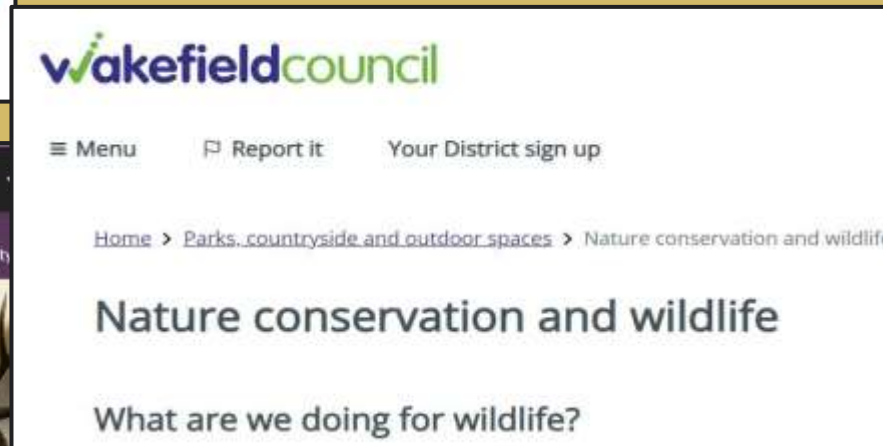 wakefieldcouncil
≡ Menu Report it Your District sign up
Home > Parks, countryside and outdoor spaces > Nature conservation and wildlife
Nature conservation and wildlife
What are we doing for wildlife?